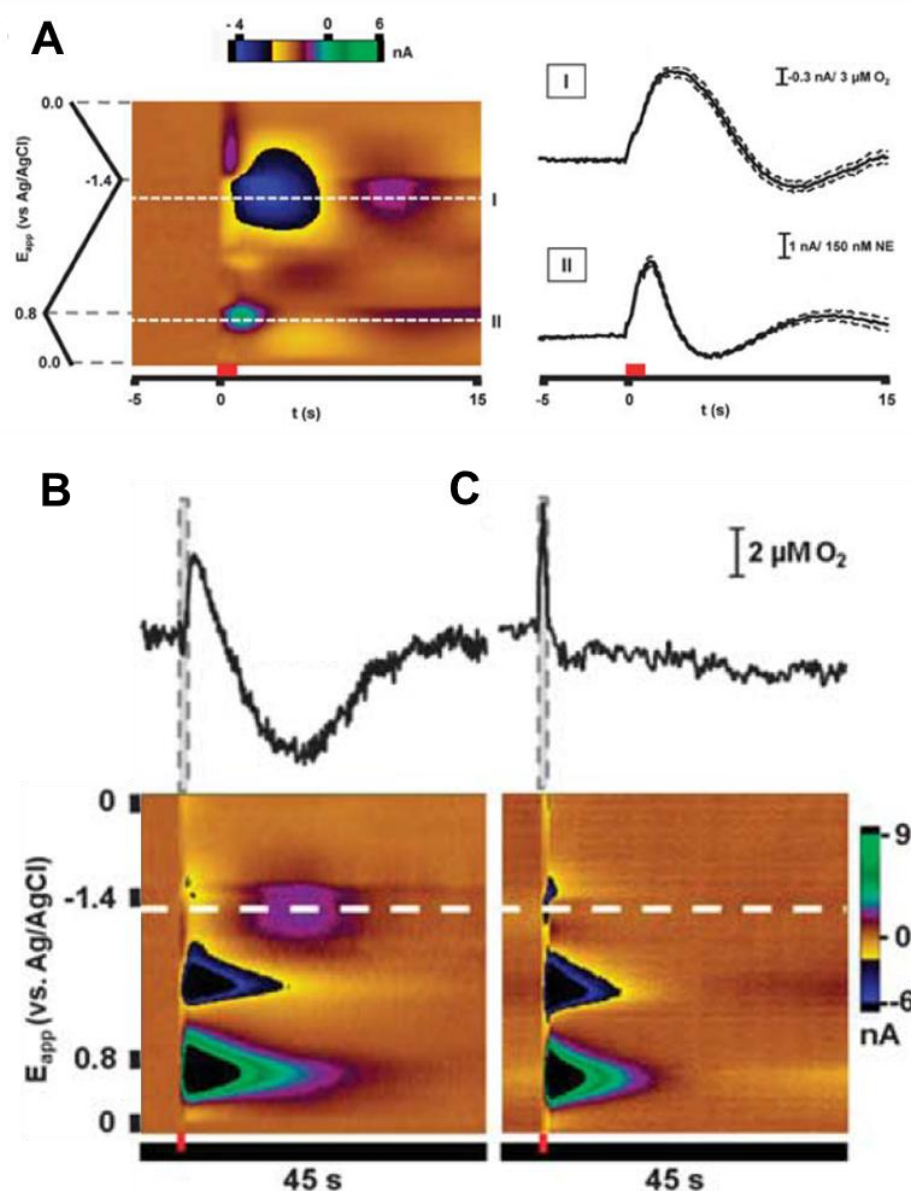 A
-4 0 6
nA
0.0
-1.4
0.8
0.0
E_app (vs Ag/AgCl)
I
II
-5 0 15
t (s)
I
-0.3 nA/ 3 µM O₂
II
1 nA/ 150 nM NE
-5 0 15
t (s)
B
C
2 µM O₂
0
-1.4
0.8
0
E_app (vs. Ag/AgCl)
9
0
-6
nA
45 s
45 s